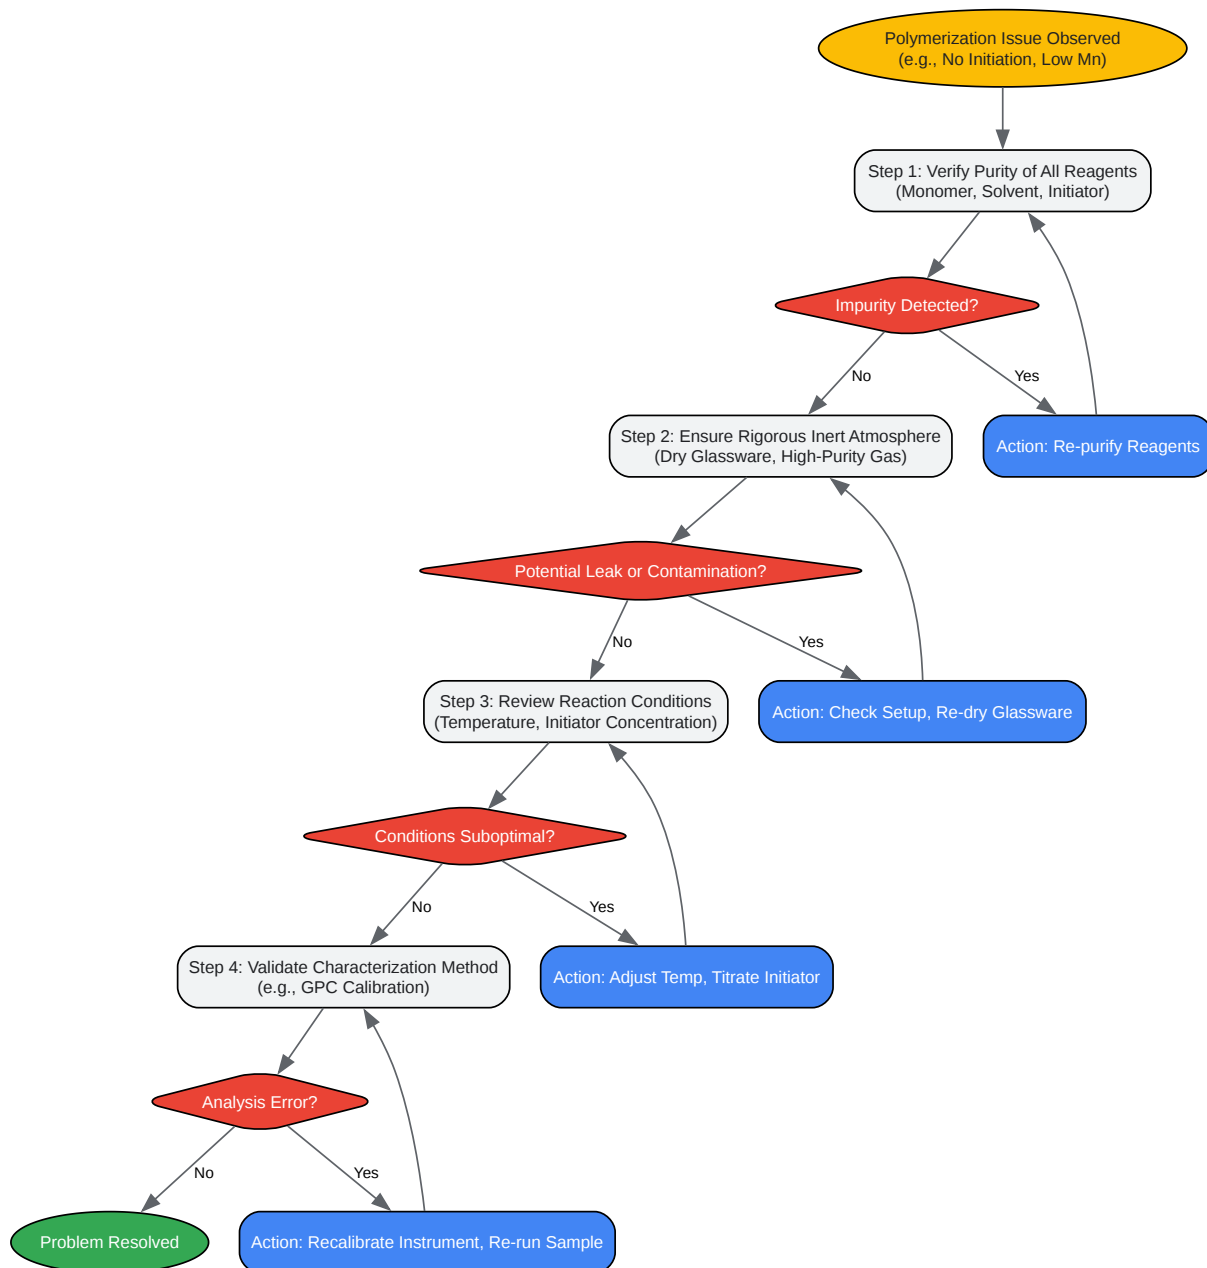 Polymerization Issue Observed
(e.g., No Initiation, Low Mn)
Step 1: Verify Purity of All Reagents
(Monomer, Solvent, Initiator)
Impurity Detected?
No
Yes
Step 2: Ensure Rigorous Inert Atmosphere
(Dry Glassware, High-Purity Gas)
Action: Re-purify Reagents
Potential Leak or Contamination?
No
Yes
Step 3: Review Reaction Conditions
(Temperature, Initiator Concentration)
Action: Check Setup, Re-dry Glassware
Conditions Suboptimal?
No
Yes
Step 4: Validate Characterization Method
(e.g., GPC Calibration)
Action: Adjust Temp, Titrate Initiator
Analysis Error?
No
Yes
Problem Resolved
Action: Recalibrate Instrument, Re-run Sample